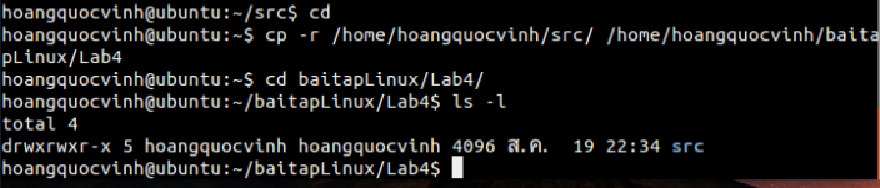 hoangquocvinh@ubuntu:~/src$ cd
hoangquocvinh@ubuntu:~$ cp -r /home/hoangquocvinh/src/ /home/hoangquocvinh/baita
pLinux/Lab4
hoangquocvinh@ubuntu:~$ cd baitapLinux/Lab4/
hoangquocvinh@ubuntu:~/baitapLinux/Lab4$ ls -l
total 4
drwxrwxr-x 5 hoangquocvinh hoangquocvinh 4096 ส.ค.  19 22:34 src
hoangquocvinh@ubuntu:~/baitapLinux/Lab4$